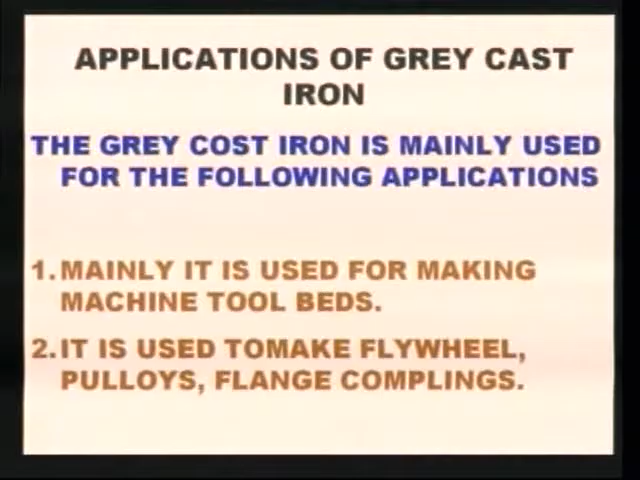 APPLICATIONS OF GREY CAST
IRON
THE GREY COST IRON IS MAINLY USED
FOR THE FOLLOWING APPLICATIONS
1. MAINLY IT IS USED FOR MAKING
MACHINE TOOL BEDS.
2. IT IS USED TOMAKE FLYWHEEL,
PULLOYS, FLANGE COMPLINGS.